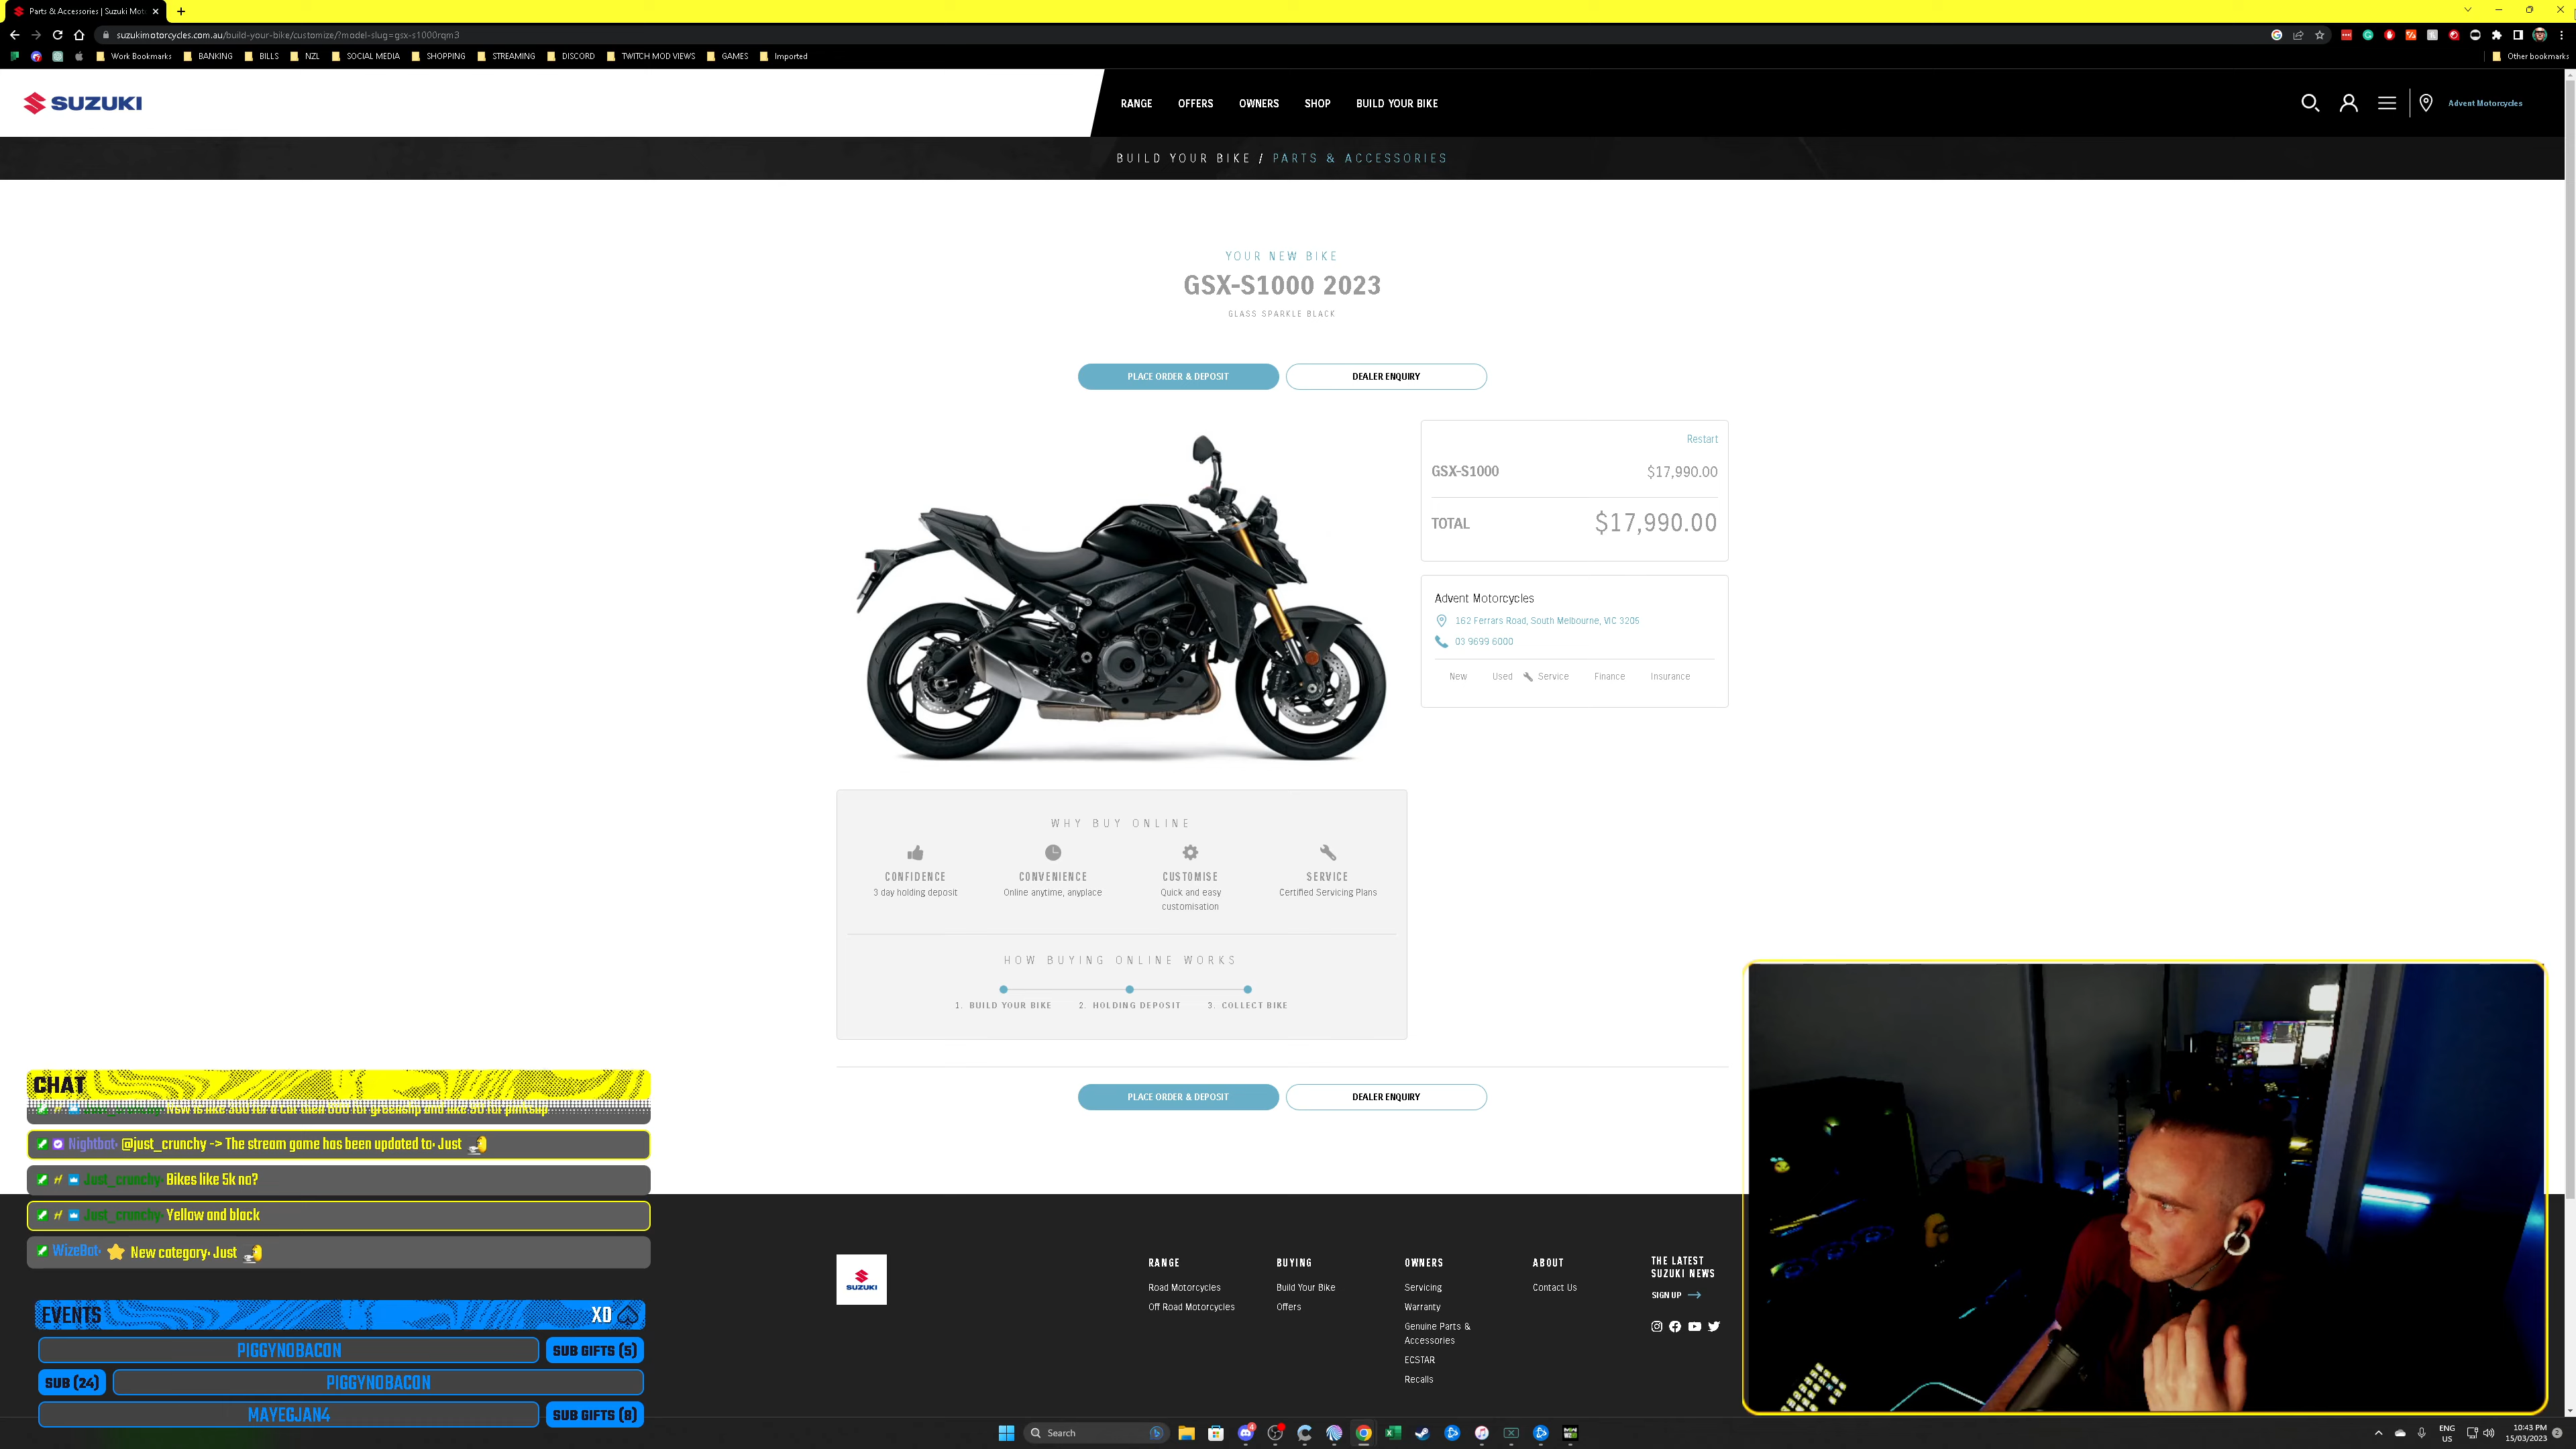 Parts & Accessories | Suzuki Mot
suzukimotorcycles.com.au/build-your-bike/customize/?model-slug=gsx-s1000rqm3
Work Bookmarks BANKING BILLS NZL SOCIAL MEDIA SHOPPING STREAMING DISCORD TWITCH MOD VIEWS GAMES Imported Other bookmarks
SUZUKI RANGE OFFERS OWNERS SHOP BUILD YOUR BIKE Advent Motorcycles
BUILD YOUR BIKE / PARTS & ACCESSORIES
YOUR NEW BIKE
GSX-S1000 2023
GLASS SPARKLE BLACK
PLACE ORDER & DEPOSIT DEALER ENQUIRY
Restart
GSX-S1000 $17,990.00
TOTAL $17,990.00
SUZUKI
Advent Motorcycles
162 Ferrars Road, South Melbourne, VIC 3205
03 9699 6000
New Used Service Finance Insurance
WHY BUY ONLINE
CONFIDENCE CONVENIENCE CUSTOMISE SERVICE
3 day holding deposit Online anytime, anyplace Quick and easy Certified Servicing Plans
customisation
HOW BUYING ONLINE WORKS
1. BUILD YOUR BIKE 2. HOLDING DEPOSIT 3. COLLECT BIKE
PLACE ORDER & DEPOSIT DEALER ENQUIRY
CHAT
Nightbot: @just_crunchy -> The stream game has been updated to: Just
Just_crunchy: Bikes like 5k no?
Just_crunchy: Yellow and black
WizeBot: New category: Just
EVENTS XD
PIGGYNOBACON SUB GIFTS (5)
SUB (24) PIGGYNOBACON
MAYEGJAN4 SUB GIFTS (8)
SUZUKI
RANGE
Road Motorcycles
Off Road Motorcycles
BUYING
Build Your Bike
Offers
OWNERS
Servicing
Warranty
Genuine Parts &
Accessories
ECSTAR
Recalls
ABOUT
Contact Us
THE LATEST
SUZUKI NEWS
SIGN UP
Search
4
ENG
US
10:43 PM
15/03/2023
2